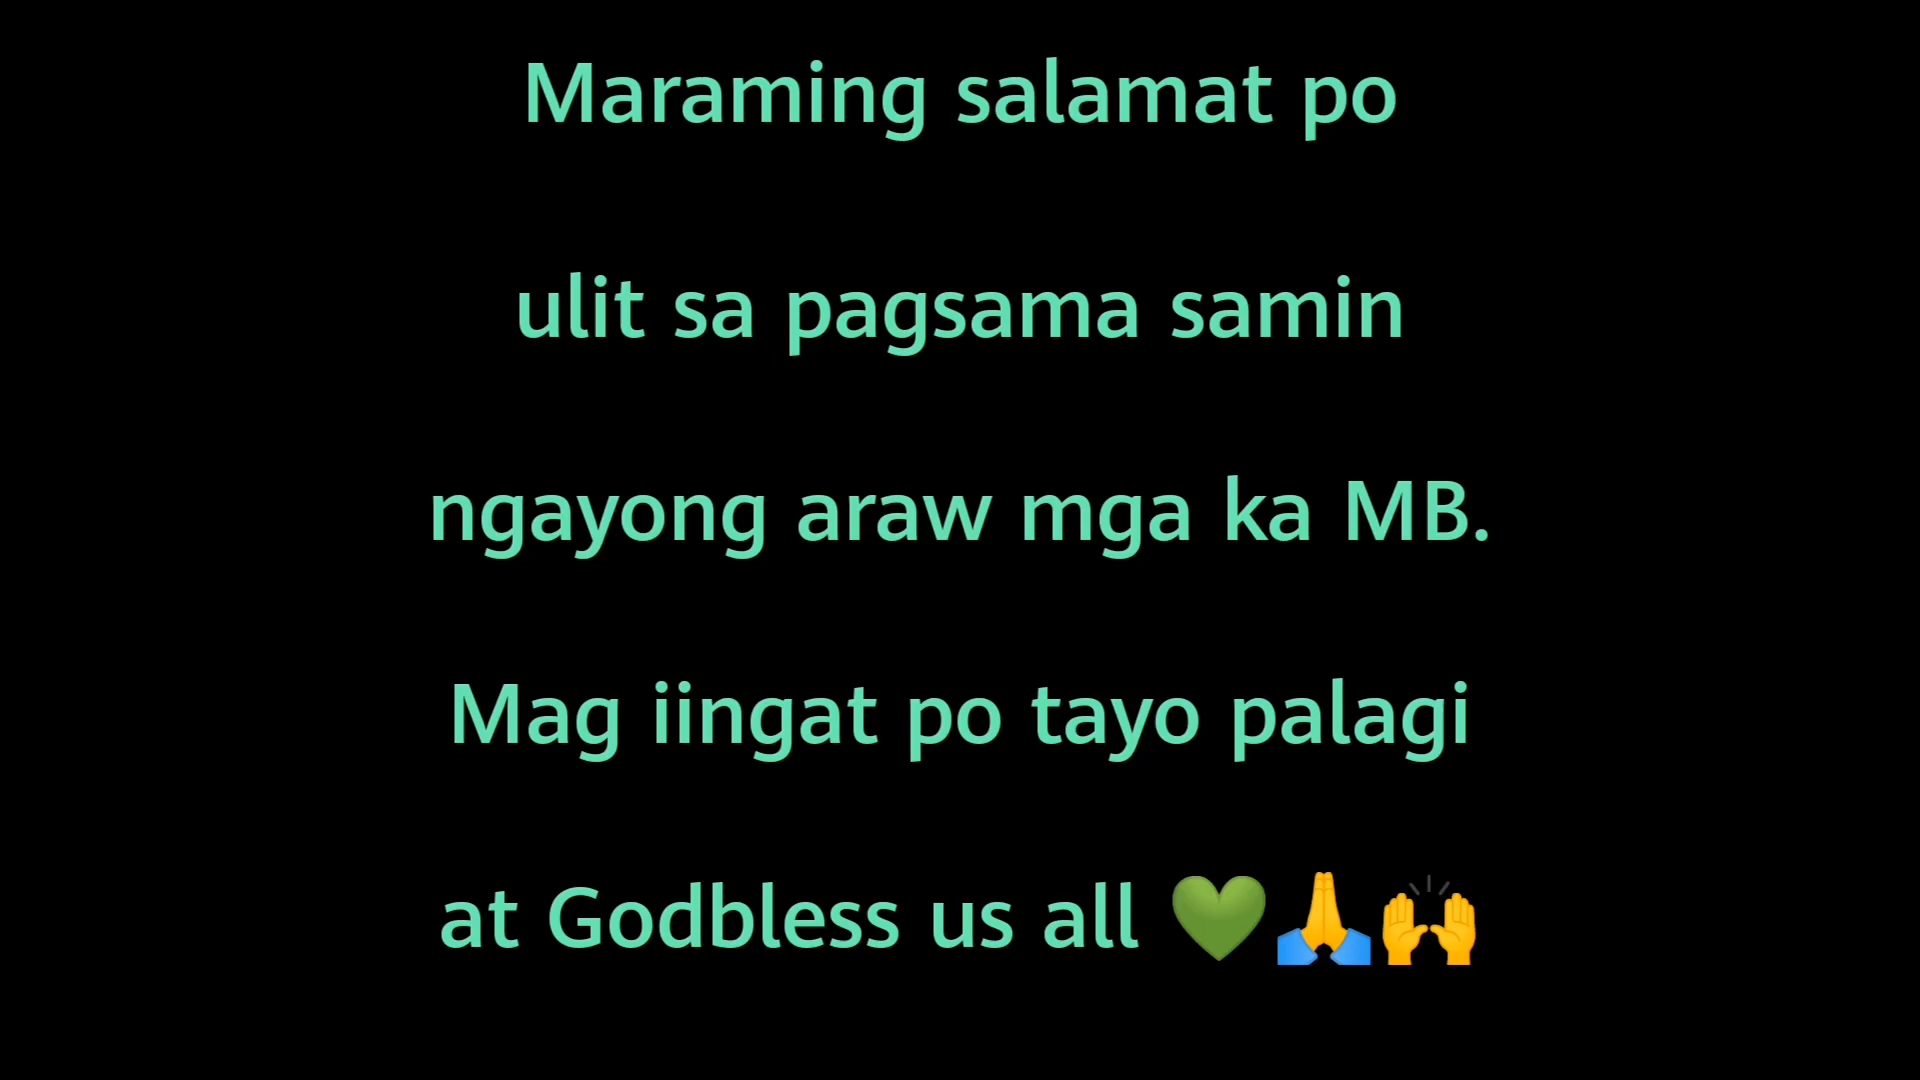 Maraming salamat po
ulit sa pagsama samin
ngayong araw mga ka MB.
Mag iingat po tayo palagi
at Godbless us all 💚🙏🙌